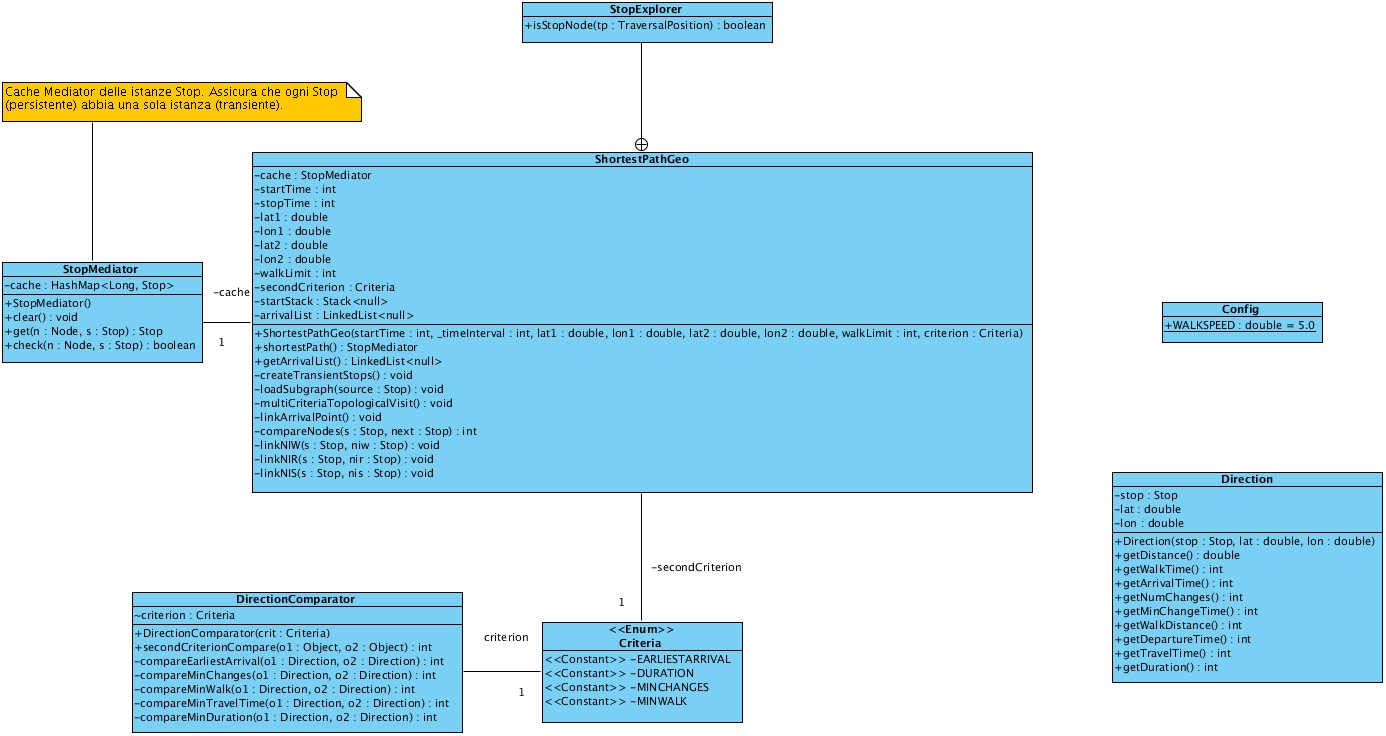 StopExplorer
+isStopNode(tp : TraversalPosition) : boolean
Cache Mediator delle istanze Stop. Assicura che ogni Stop
(persistente) abbia una sola istanza (transiente).
ShortestPathGeo
-cache : StopMediator
-startTime : int
-stopTime : int
-lat1 : double
-lon1 : double
-lat2 : double
-lon2 : double
-walkLimit : int
-secondCriterion : Criteria
-startStack : Stack<null>
-arrivalList : LinkedList<null>
+ShortestPathGeo(startTime : int, _timeInterval : int, lat1 : double, lon1 : double, lat2 : double, lon2 : double, walkLimit : int, criterion : Criteria)
+shortestPath() : StopMediator
+getArrivalList() : LinkedList<null>
-createTransientStops() : void
-loadSubgraph(source : Stop) : void
-multiCriteriaTopologicalVisit() : void
-linkArrivalPoint() : void
-compareNodes(s : Stop, next : Stop) : int
-linkNIW(s : Stop, niw : Stop) : void
-linkNIR(s : Stop, nir : Stop) : void
-linkNIS(s : Stop, nis : Stop) : void
StopMediator
-cache : HashMap<Long, Stop>
+StopMediator()
+clear() : void
+get(n : Node, s : Stop) : Stop
+check(n : Node, s : Stop) : boolean
-cache
1
Config
+WALKSPEED : double = 5.0
Direction
-stop : Stop
-lat : double
-lon : double
+Direction(stop : Stop, lat : double, lon : double)
+getDistance() : double
+getWalkTime() : int
+getArrivalTime() : int
+getNumChanges() : int
+getMinChangeTime() : int
+getWalkDistance() : int
+getDepartureTime() : int
+getTravelTime() : int
+getDuration() : int
-secondCriterion
1
DirectionComparator
~criterion : Criteria
+DirectionComparator(crit : Criteria)
+secondCriterionCompare(o1 : Object, o2 : Object) : int
-compareEarliestArrival(o1 : Direction, o2 : Direction) : int
-compareMinChanges(o1 : Direction, o2 : Direction) : int
-compareMinWalk(o1 : Direction, o2 : Direction) : int
-compareMinTravelTime(o1 : Direction, o2 : Direction) : int
-compareMinDuration(o1 : Direction, o2 : Direction) : int
criterion
1
<<Enum>>
Criteria
<<Constant>> -EARLIESTARRIVAL
<<Constant>> -DURATION
<<Constant>> -MINCHANGES
<<Constant>> -MINWALK